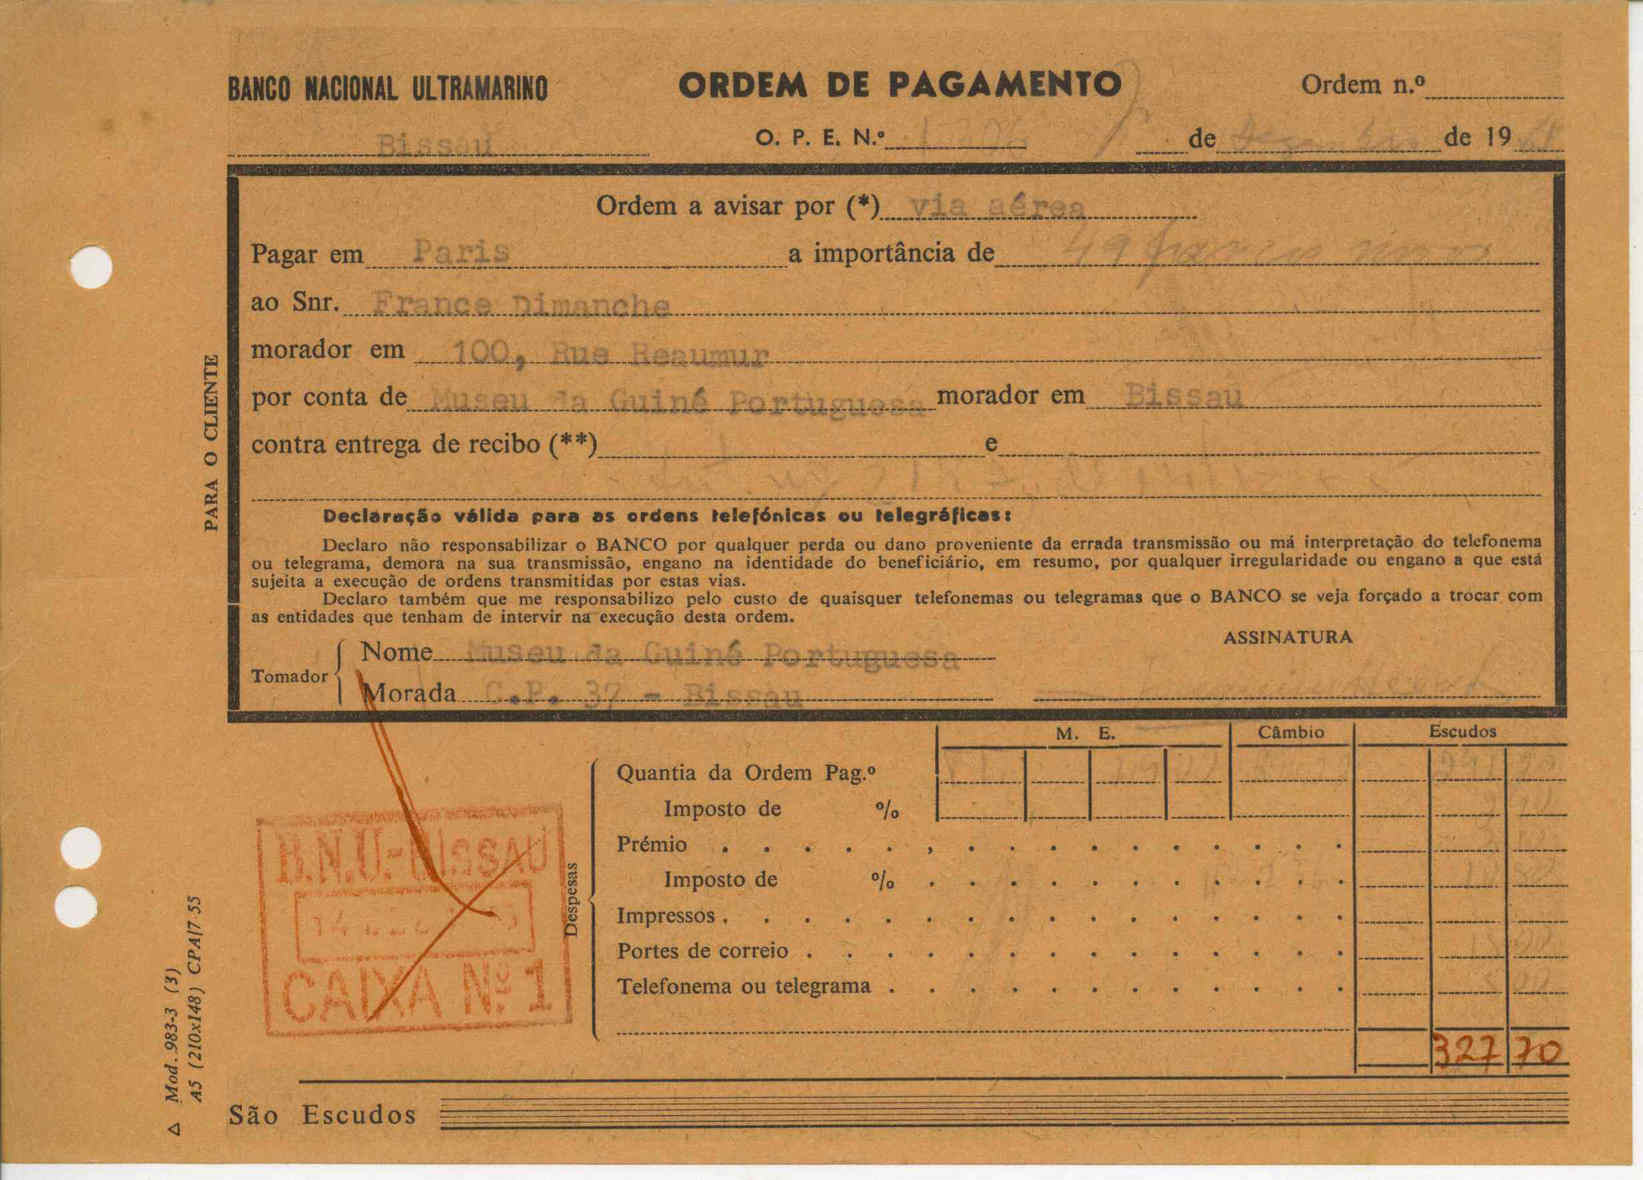 BANCO NACIONAL ULTRAMARINO ORDEM DE PAGAMENTO Ordem n.º
Bissau O. P. E. N.º de de 19
Ordem a avisar por (*) via aérea
Pagar em Paris a importância de 49 francos novos
ao Snr. France Dimanche
morador em 100, Rue Reaumur
por conta de Museu da Guiné Portuguesa morador em Bissau
contra entrega de recibo (**) e
Declaração válida para as ordens telefónicas ou telegráficas:
Declaro não responsabilizar o BANCO por qualquer perda ou dano proveniente da errada transmissão ou má interpretação do telefonema
ou telegrama, demora na sua transmissão, engano na identidade do beneficiário, em resumo, por qualquer irregularidade ou engano a que está
sujeita a execução de ordens transmitidas por estas vias.
Declaro também que me responsabilizo pelo custo de quaisquer telefonemas ou telegramas que o BANCO se veja forçado a trocar com
as entidades que tenham de intervir na execução desta ordem.
ASSINATURA
Tomador
Nome Museu da Guiné Portuguesa
Morada C.P. 37 - Bissau
M. E. Câmbio Escudos
Quantia da Ordem Pag.º
Imposto de %
Prémio
Imposto de %
Impressos
Portes de correio
Telefonema ou telegrama
Despesas
327 70
São Escudos
B.N.U.-BISSAU
CAIXA Nº 1
PARA O CLIENTE
Mod. 983-3 (3)
A5 (210x148) CPA/7-55